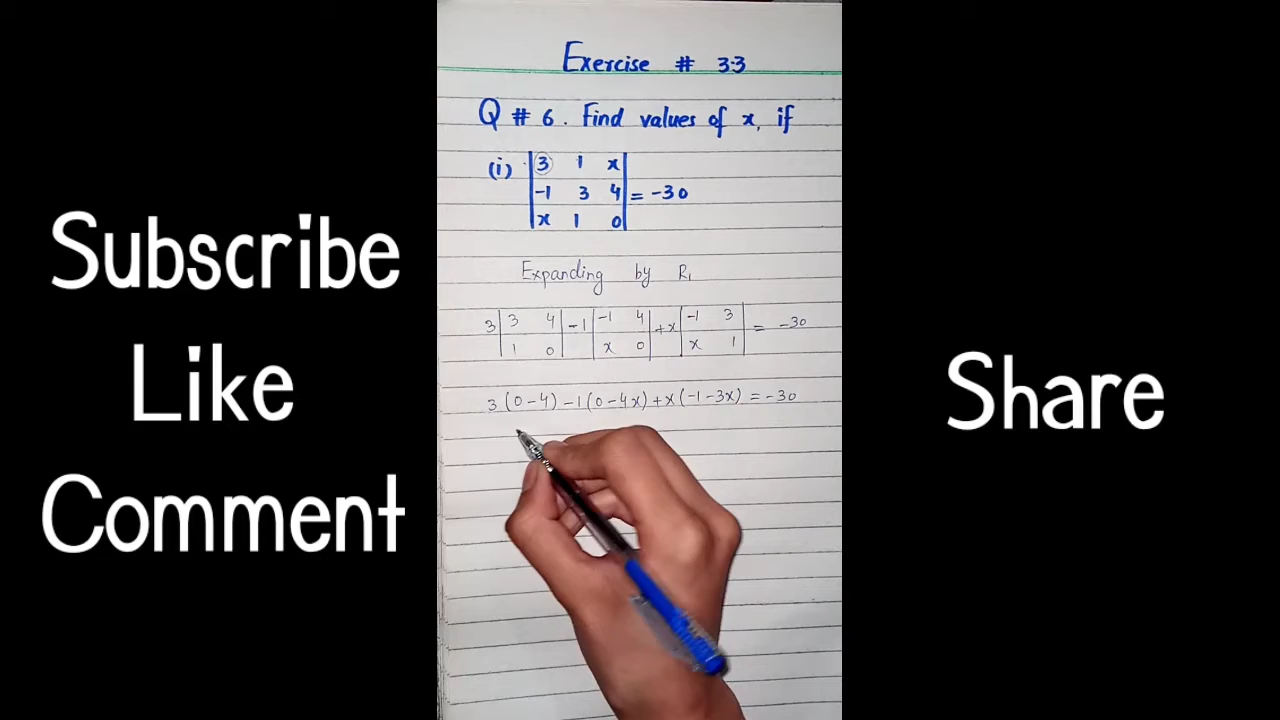 Subscribe
Like
Comment
Exercise # 3.3
Q # 6. Find values of x, if
(i) | 3 1 x |
| -1 3 4 | = -30
| x 1 0 |
Expanding by R₁
3 | 3 4 | -1 | -1 4 | + x | -1 3 | = -30
| 1 0 | | x 0 | | x 1 |
3 (0 - 4) - 1 (0 - 4x) + x (-1 - 3x) = -30
Share